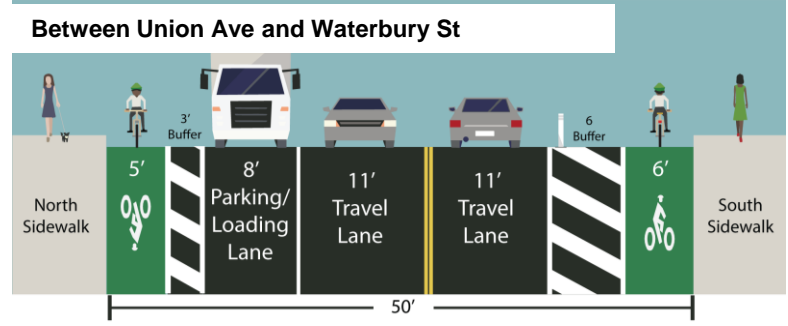 Between Union Ave and Waterbury St
3'
Buffer
6
Buffer
5'
8'
Parking/
Loading
Lane
11'
Travel
Lane
11'
Travel
Lane
6'
North
Sidewalk
South
Sidewalk
50'